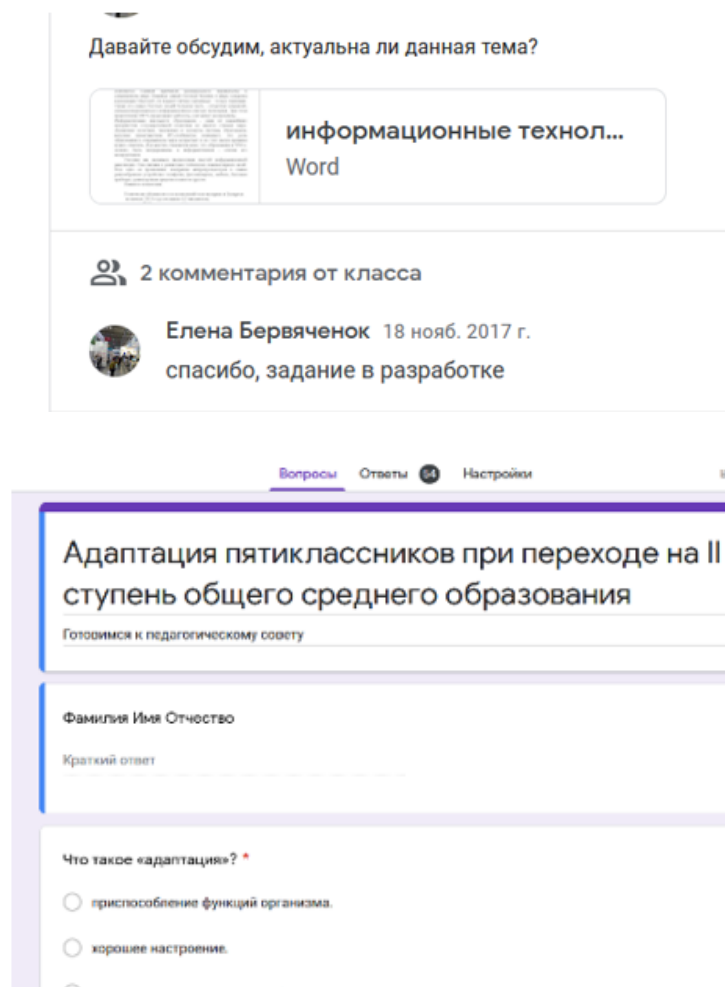 Давайте обсудим, актуальна ли данная тема?
информационные технол...
Word
2 комментария от класса
Елена Бервяченок 18 нояб. 2017 г.
спасибо, задание в разработке
Вопросы Ответы 54 Настройки
Адаптация пятиклассников при переходе на II
ступень общего среднего образования
Готовимся к педагогическому совету
Фамилия Имя Отчество
Краткий ответ
Что такое «адаптация»? *
приспособление функций организма.
хорошее настроение.